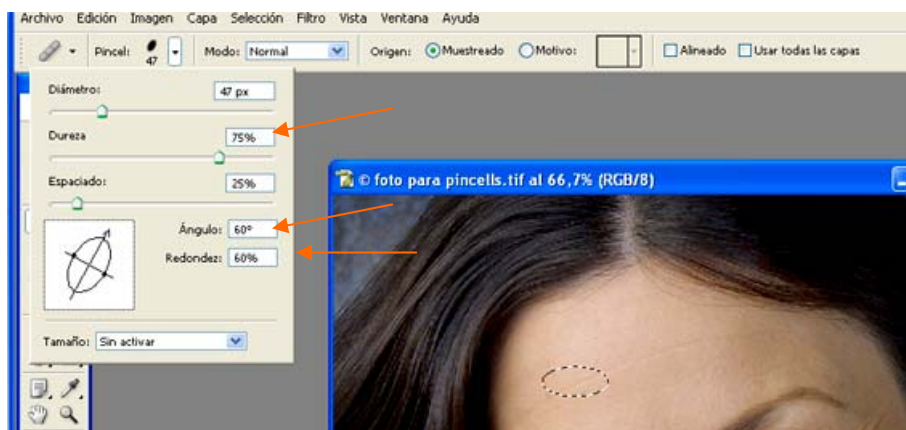 Archivo Edición Imagen Capa Selección Filtro Vista Ventana Ayuda
Pincel: 47 Modo: Normal Origen: Muestreado Motivo: Alineado Usar todas las capas
Diámetro: 47 px
Dureza 75%
Espaciado: 25%
Ángulo: 60º
Redondez: 60%
Tamaño: Sin activar
© foto para pincells.tif al 66,7% (RGB/8)